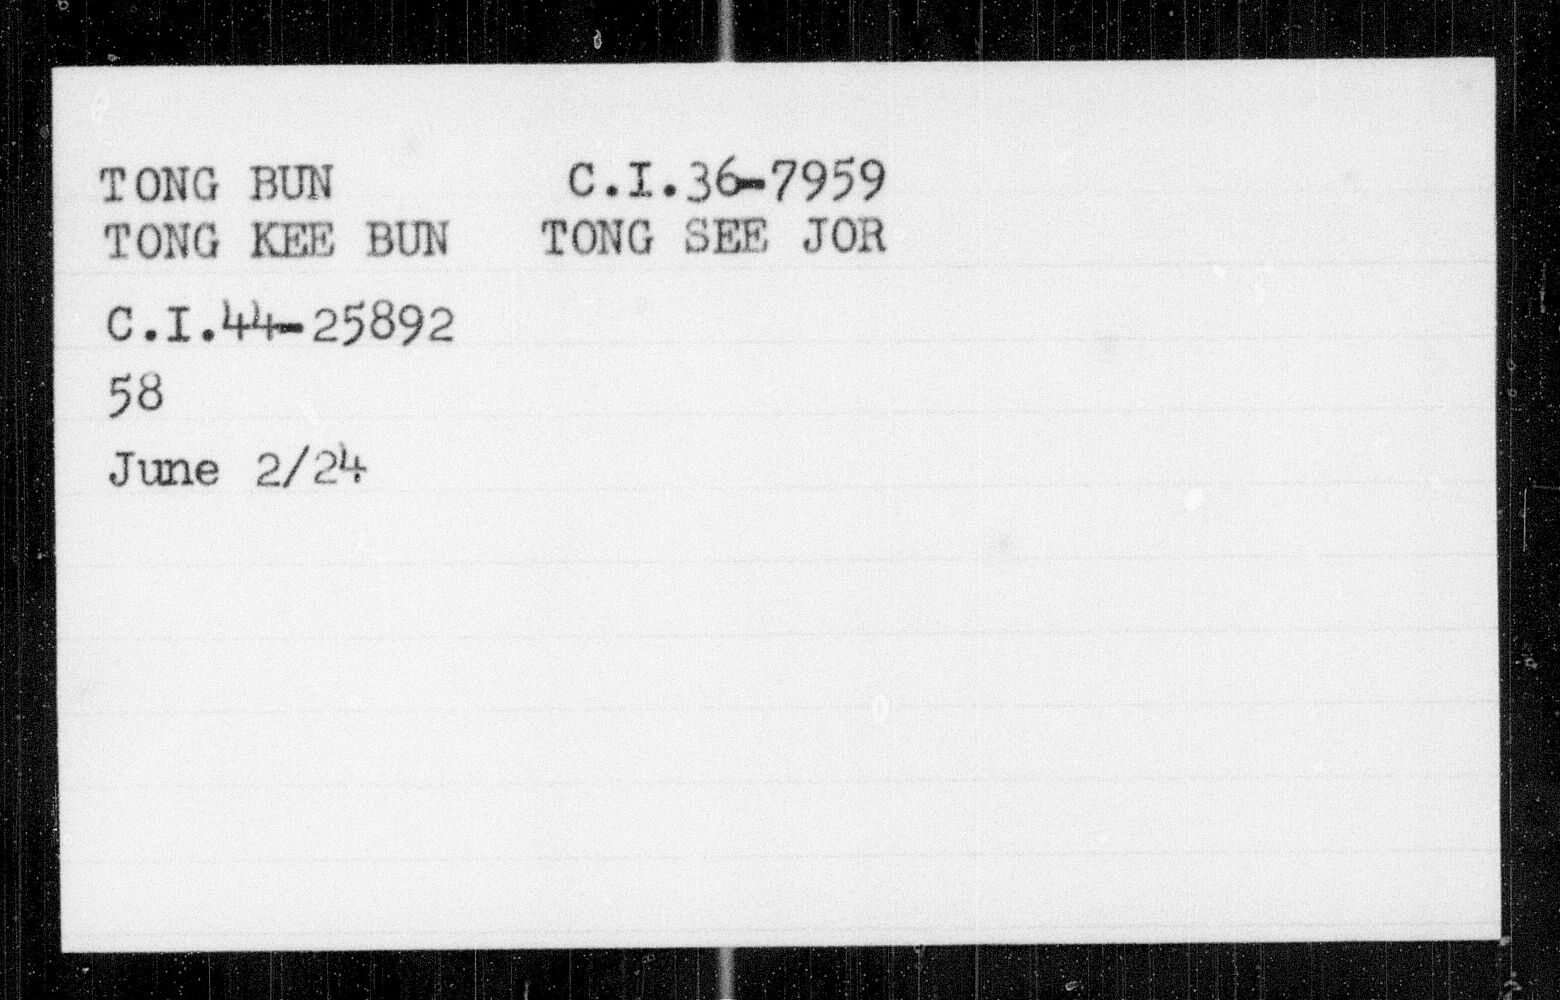 TONG BUN C.I.36-7959
TONG KEE BUN TONG SEE JOR
C.I.44-25892
58
June 2/24